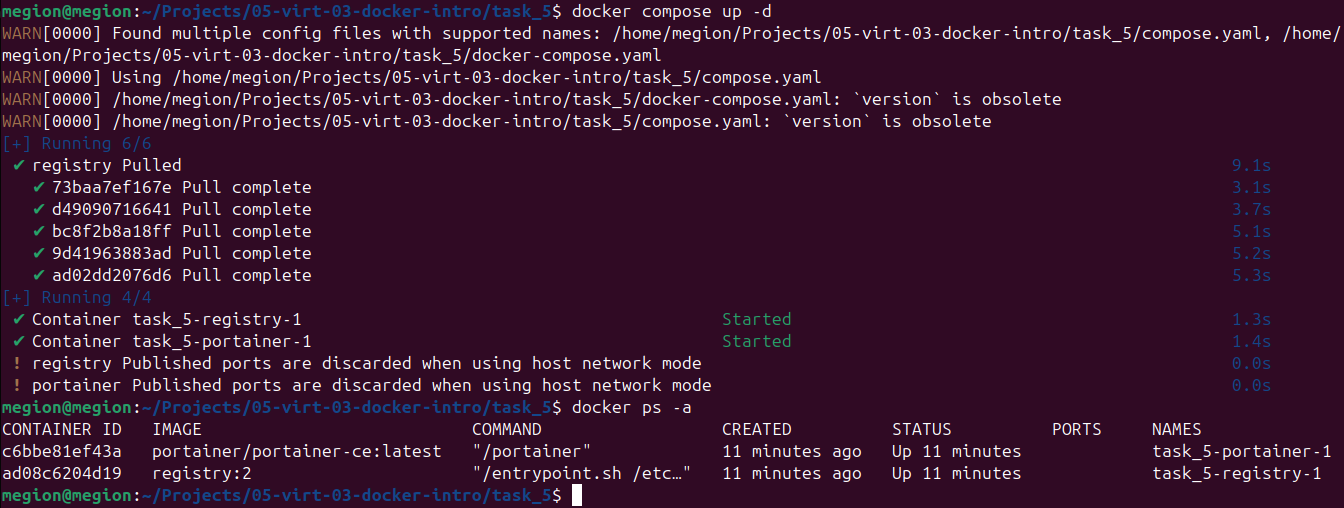 megion@megion:~/Projects/05-virt-03-docker-intro/task_5$ docker compose up -d
WARN[0000] Found multiple config files with supported names: /home/megion/Projects/05-virt-03-docker-intro/task_5/compose.yaml, /home/
megion/Projects/05-virt-03-docker-intro/task_5/docker-compose.yaml
WARN[0000] Using /home/megion/Projects/05-virt-03-docker-intro/task_5/compose.yaml
WARN[0000] /home/megion/Projects/05-virt-03-docker-intro/task_5/docker-compose.yaml: `version` is obsolete
WARN[0000] /home/megion/Projects/05-virt-03-docker-intro/task_5/compose.yaml: `version` is obsolete
[+] Running 6/6
✔ registry Pulled 9.1s
✔ 73baa7ef167e Pull complete 3.1s
✔ d49090716641 Pull complete 3.7s
✔ bc8f2b8a18ff Pull complete 5.1s
✔ 9d41963883ad Pull complete 5.2s
✔ ad02dd2076d6 Pull complete 5.3s
[+] Running 4/4
✔ Container task_5-registry-1 Started 1.3s
✔ Container task_5-portainer-1 Started 1.4s
! registry Published ports are discarded when using host network mode 0.0s
! portainer Published ports are discarded when using host network mode 0.0s
megion@megion:~/Projects/05-virt-03-docker-intro/task_5$ docker ps -a
CONTAINER ID IMAGE COMMAND CREATED STATUS PORTS NAMES
c6bbe81ef43a portainer/portainer-ce:latest "/portainer" 11 minutes ago Up 11 minutes task_5-portainer-1
ad08c6204d19 registry:2 "/entrypoint.sh /etc…" 11 minutes ago Up 11 minutes task_5-registry-1
megion@megion:~/Projects/05-virt-03-docker-intro/task_5$